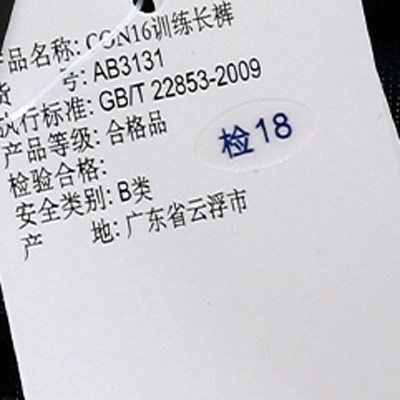 产品名称: CON16训练长裤
货 号: AB3131
执行标准: GB/T 22853-2009
产品等级: 合格品
检验合格:
检18
安全类别: B类
产 地: 广东省云浮市